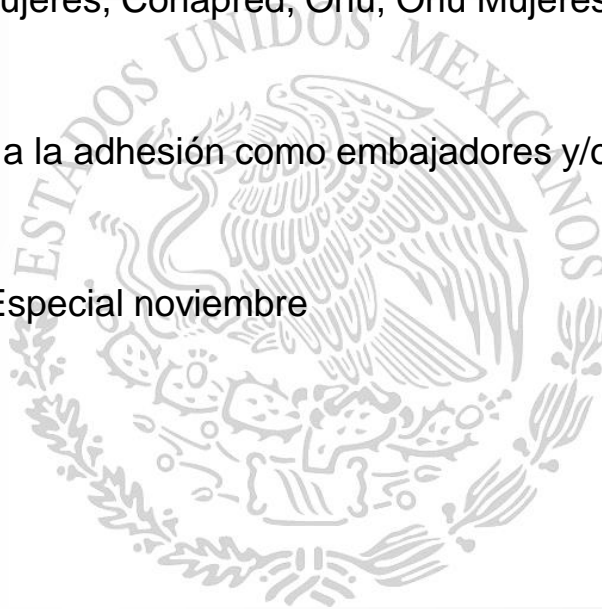 ujeres, Conapred, Onu, Onu Mujeres
ESTADOS UNIDOS MEXICANOS
a la adhesión como embajadores y/o
Especial noviembre